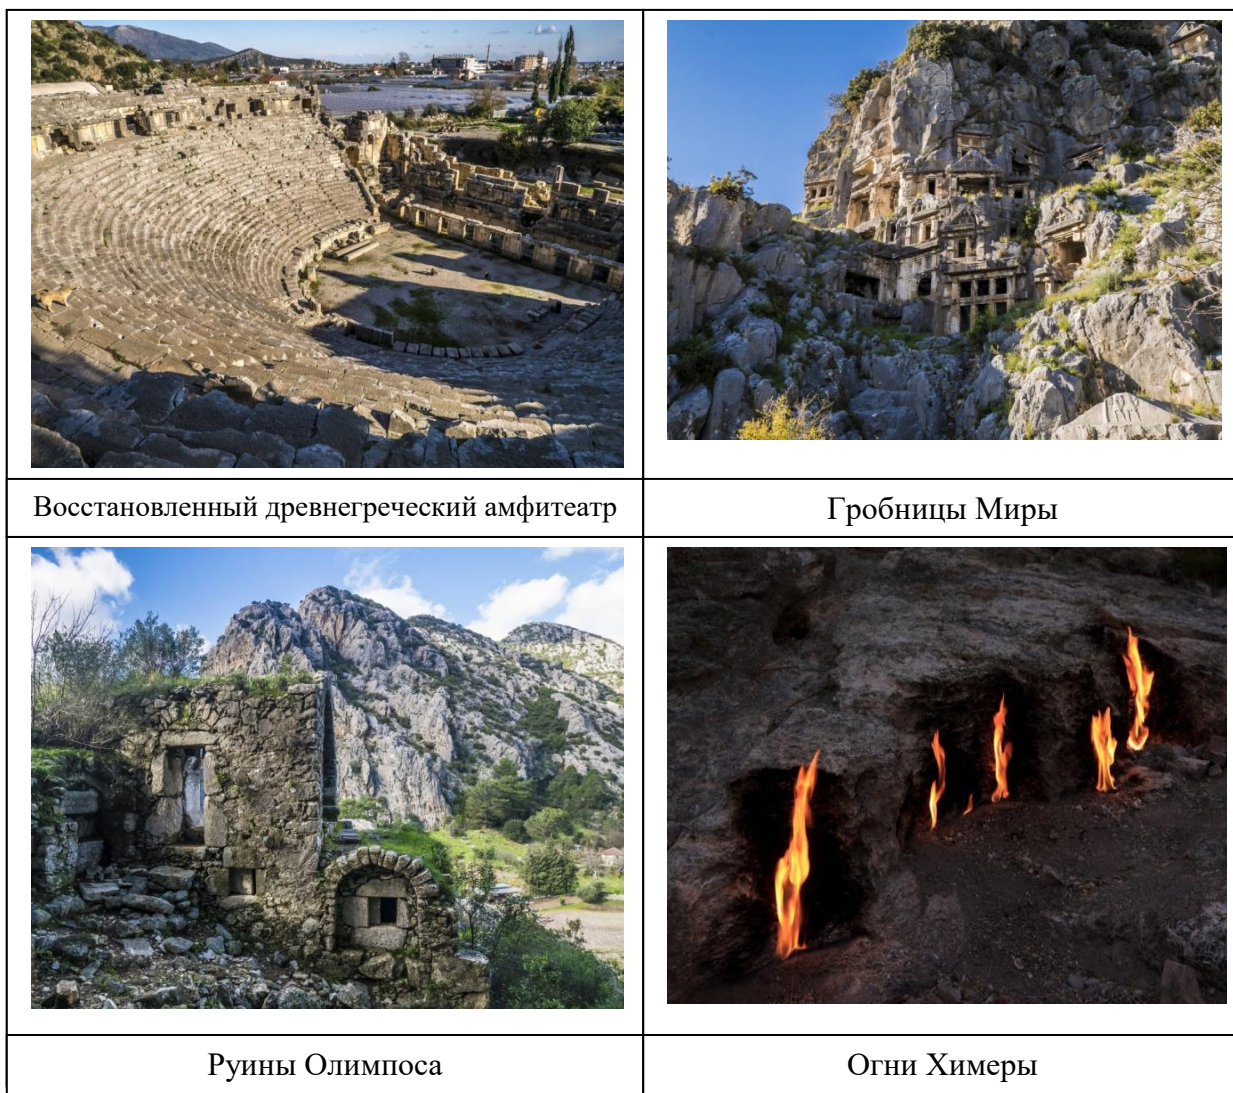 Восстановленный древнегреческий амфитеатр
Гробницы Миры
Руины Олимпоса
Огни Химеры